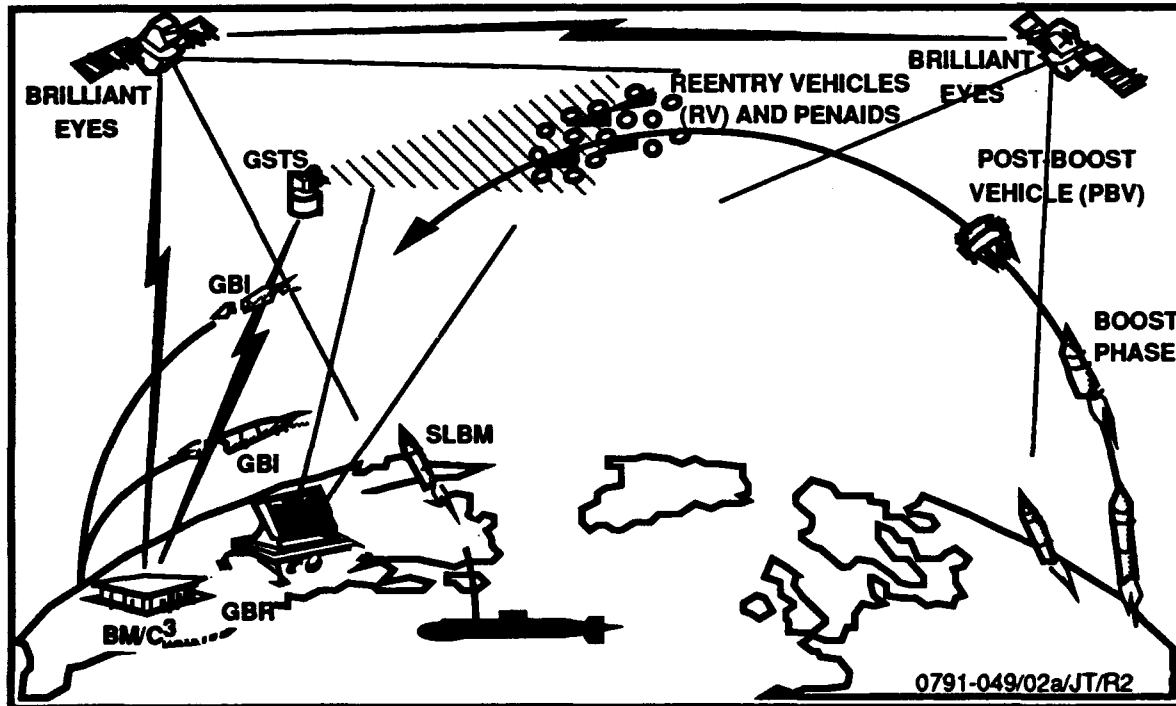 BRILLIANT
EYES
REENTRY VEHICLES
(RV) AND PENAIDS
BRILLIANT
EYES
GSTS
POST-BOOST
VEHICLE (PBV)
GBI
BOOST
PHASE
GBI
SLBM
GBR
BM/C3
0791-049/02a/JT/R2